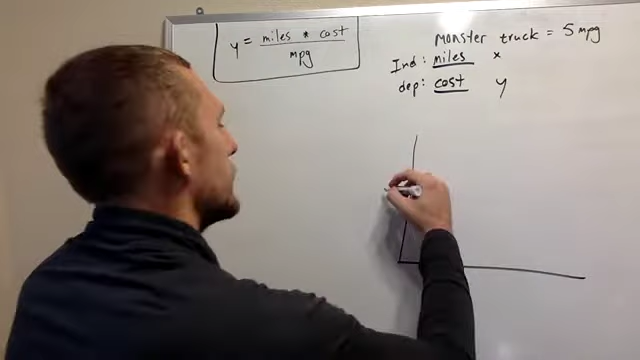 y = miles * cost / mpg
Monster truck = 5 mpg
Ind: miles x
dep: cost y